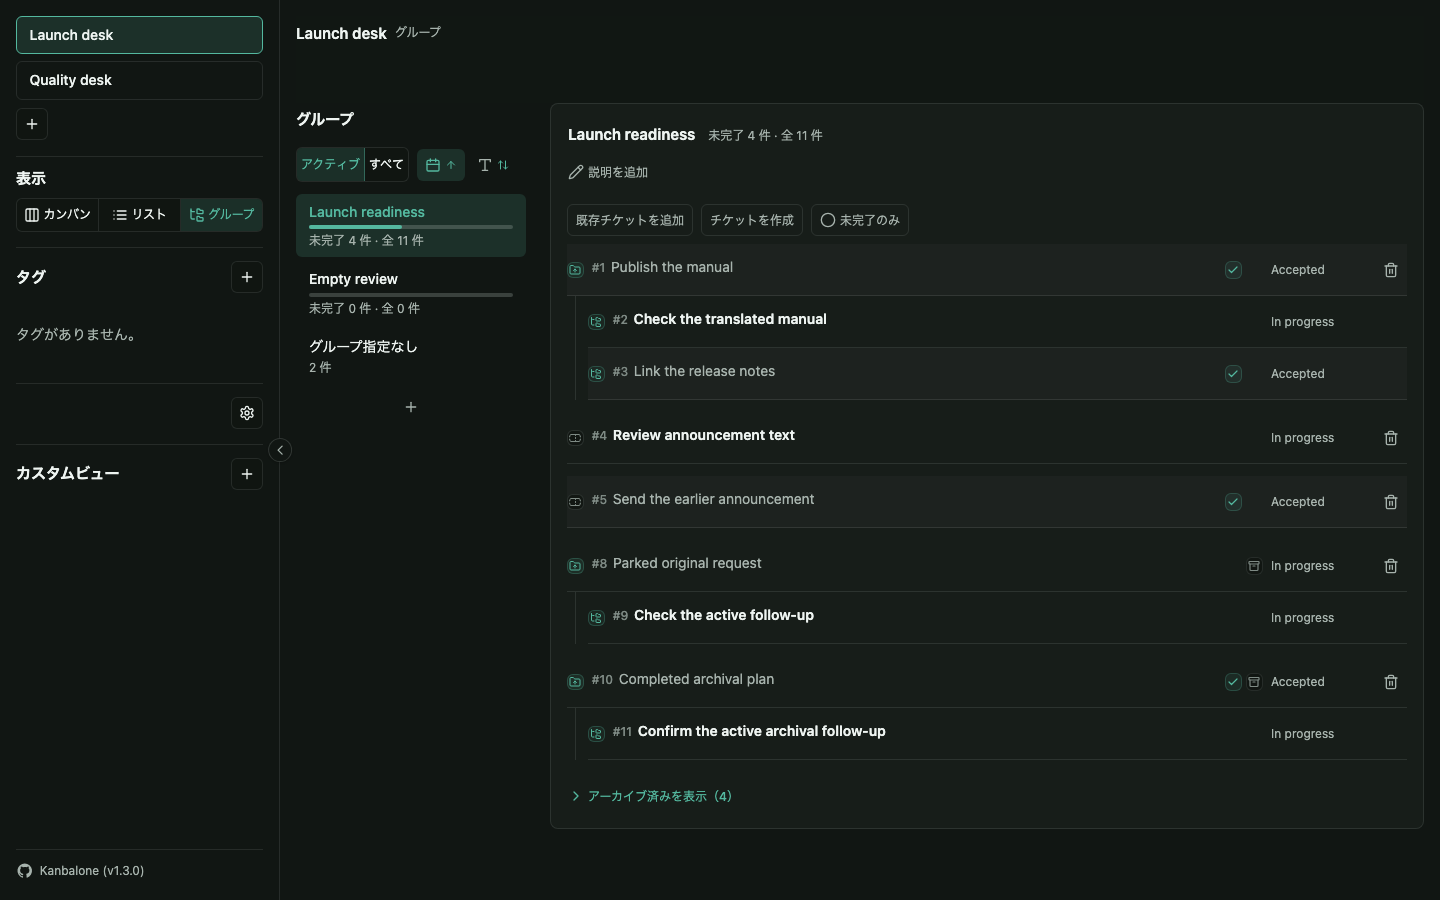 Launch desk
Quality desk
表示
カンバン
リスト
グループ
タグ
タグがありません。
カスタムビュー
Kanbalone (v1.3.0)
Launch desk グループ
グループ
アクティブ すべて
Launch readiness
未完了 4 件 · 全 11 件
Empty review
未完了 0 件 · 全 0 件
グループ指定なし
2 件
Launch readiness 未完了 4 件 · 全 11 件
説明を追加
既存チケットを追加 チケットを作成 未完了のみ
#1 Publish the manual Accepted
#2 Check the translated manual In progress
#3 Link the release notes Accepted
#4 Review announcement text In progress
#5 Send the earlier announcement Accepted
#8 Parked original request In progress
#9 Check the active follow-up In progress
#10 Completed archival plan Accepted
#11 Confirm the active archival follow-up In progress
アーカイブ済みを表示（4）